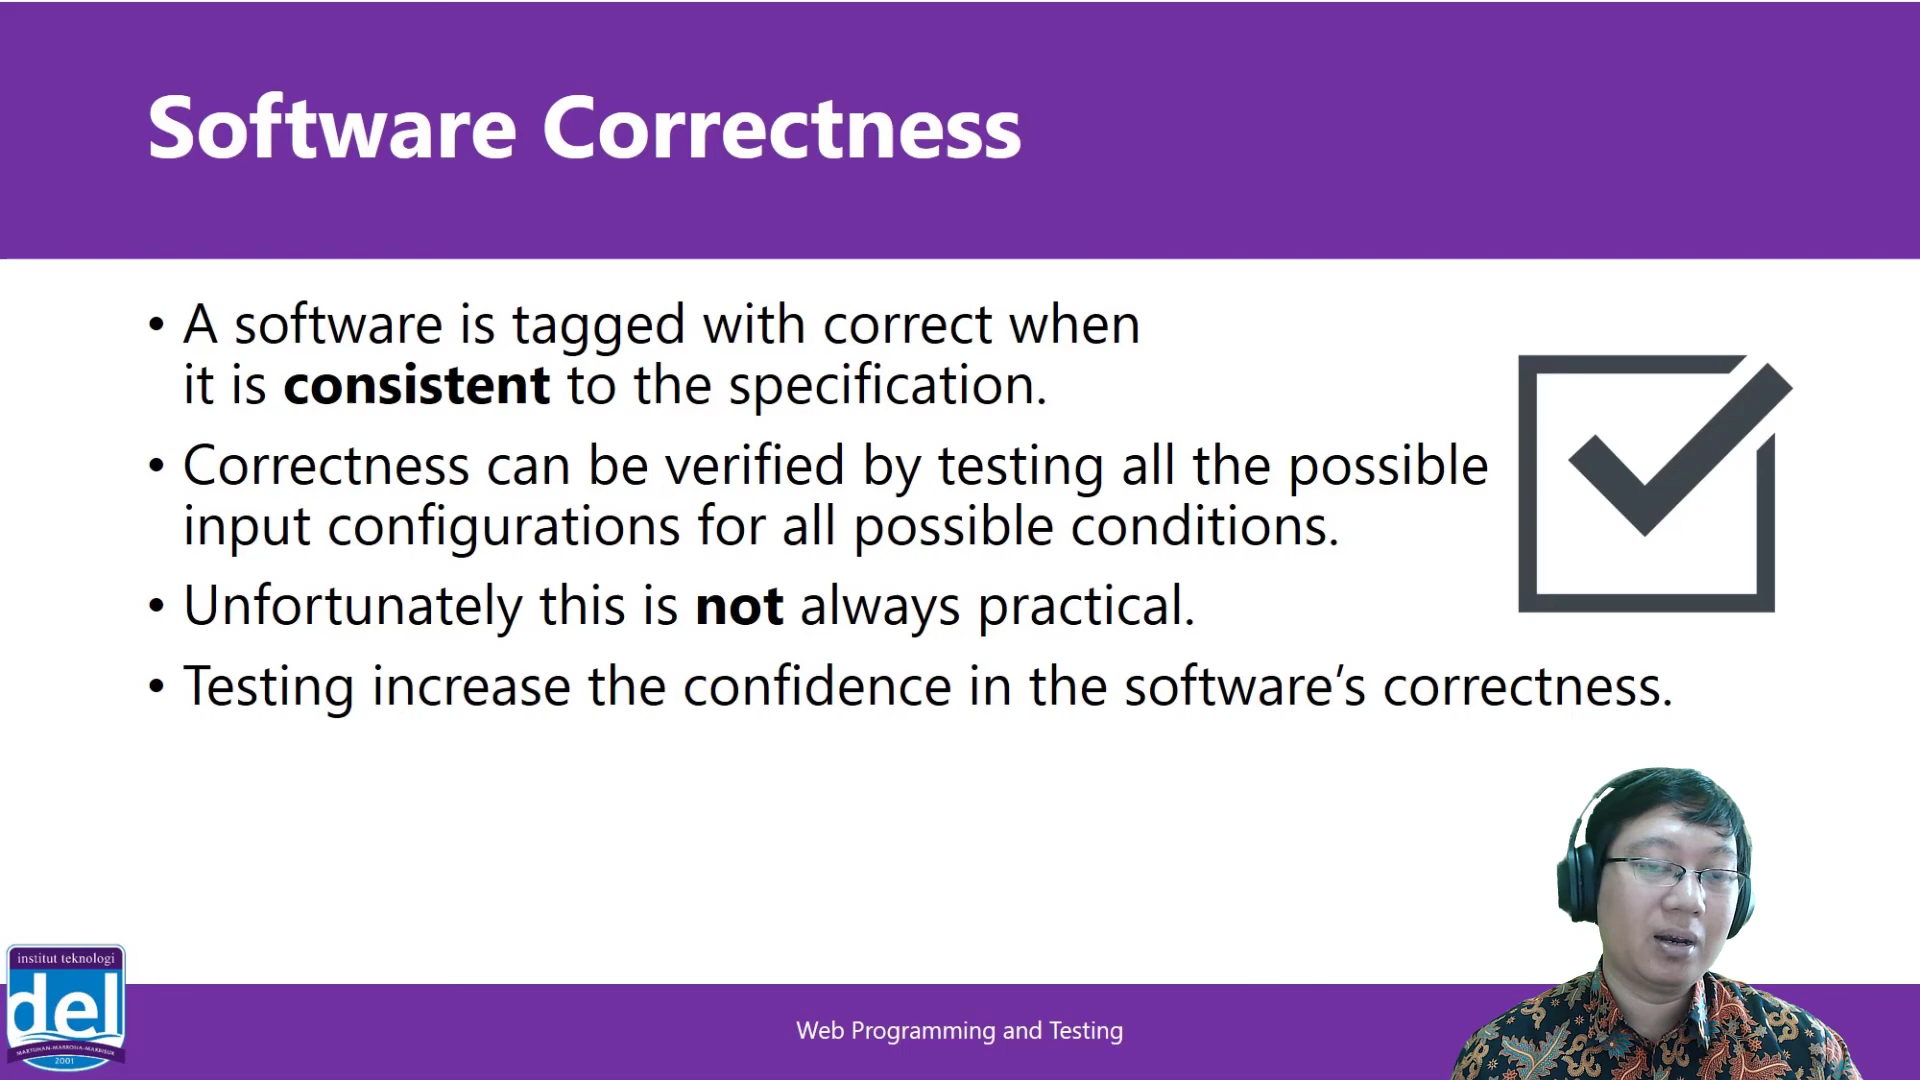 Software Correctness
• A software is tagged with correct when
it is consistent to the specification.
• Correctness can be verified by testing all the possible
input configurations for all possible conditions.
• Unfortunately this is not always practical.
• Testing increase the confidence in the software’s correctness.
institut teknologi
del
MARTUHAN-MARROHA-MARBISUK
2001
Web Programming and Testing